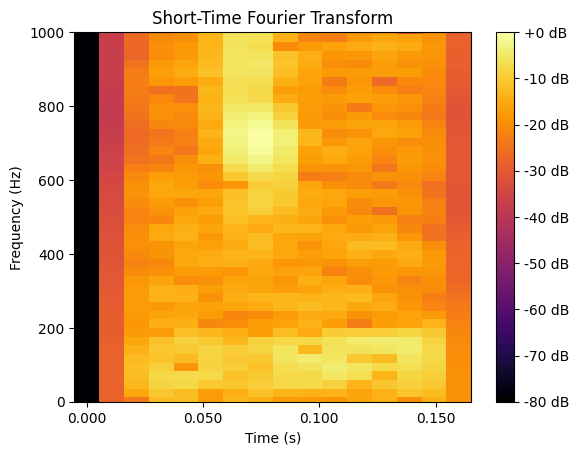 Short-Time Fourier Transform
1000
800
600
400
200
0
Frequency (Hz)
0.000
0.050
0.100
0.150
Time (s)
+0 dB
-10 dB
-20 dB
-30 dB
-40 dB
-50 dB
-60 dB
-70 dB
-80 dB